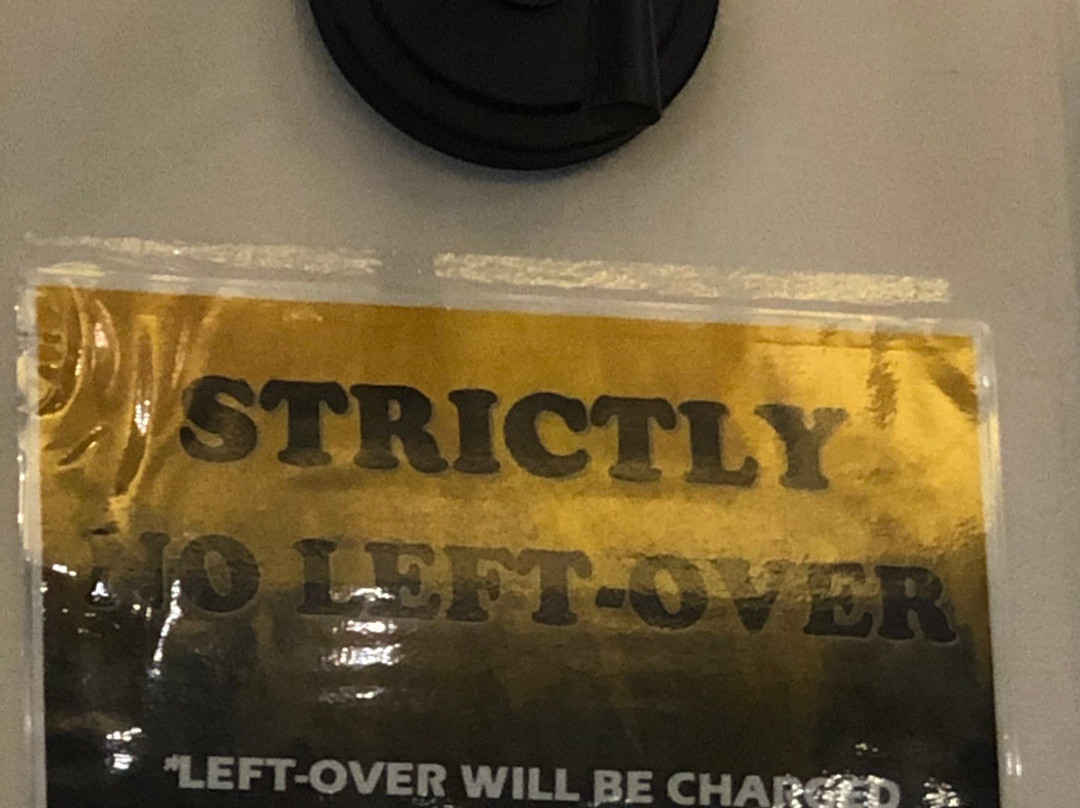 STRICTLY
NO LEFT-OVER
*LEFT-OVER WILL BE CHARGED